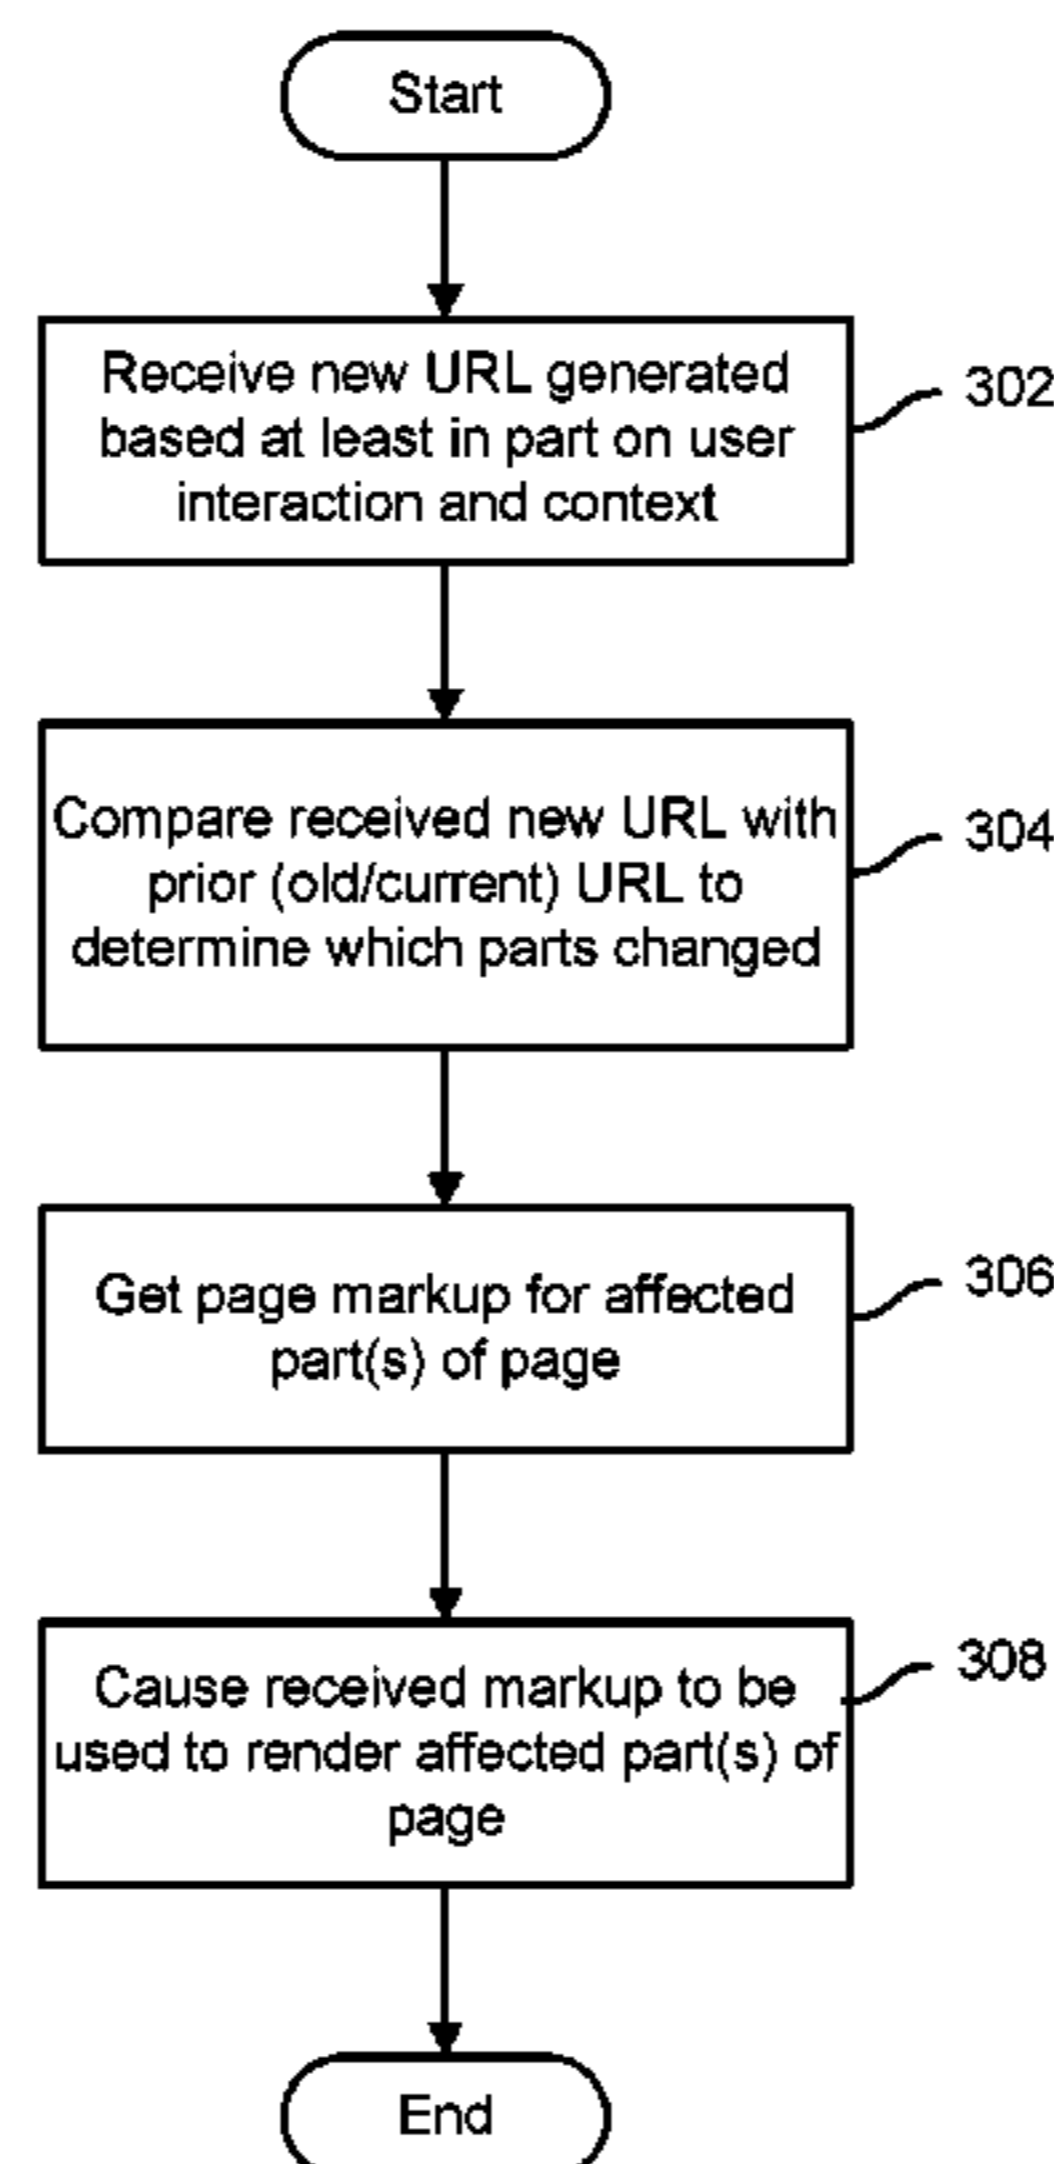 Start
Receive new URL generated
based at least in part on user
interaction and context
302
Compare received new URL with
prior (old/current) URL to
determine which parts changed
304
Get page markup for affected
part(s) of page
306
Cause received markup to be
used to render affected part(s) of
page
308
End